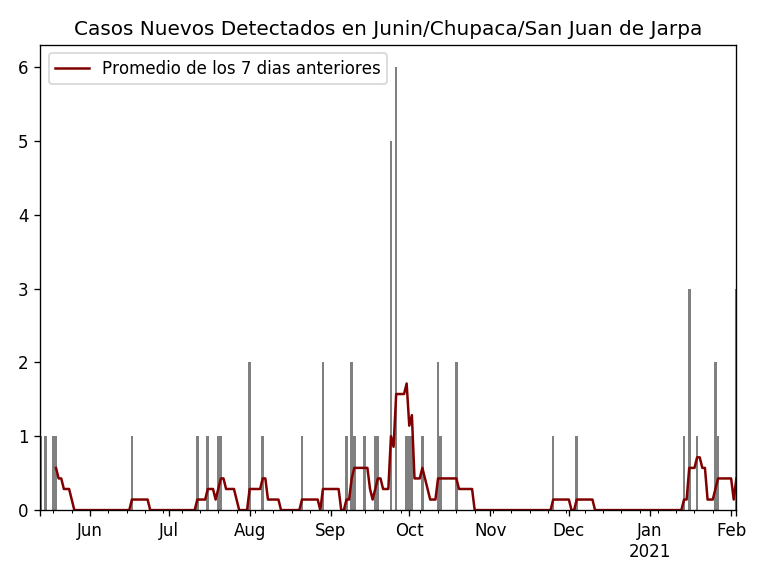 Casos Nuevos Detectados en Junin/Chupaca/San Juan de Jarpa
Promedio de los 7 dias anteriores
6
5
4
3
2
1
0
Jun Jul Aug Sep Oct Nov Dec Jan Feb
2021